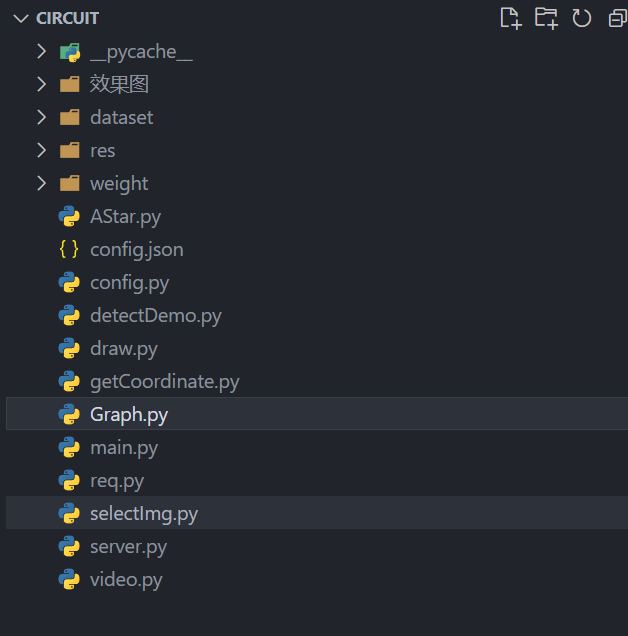 CIRCUIT
__pycache__
效果图
dataset
res
weight
AStar.py
config.json
config.py
detectDemo.py
draw.py
getCoordinate.py
Graph.py
main.py
req.py
selectImg.py
server.py
video.py